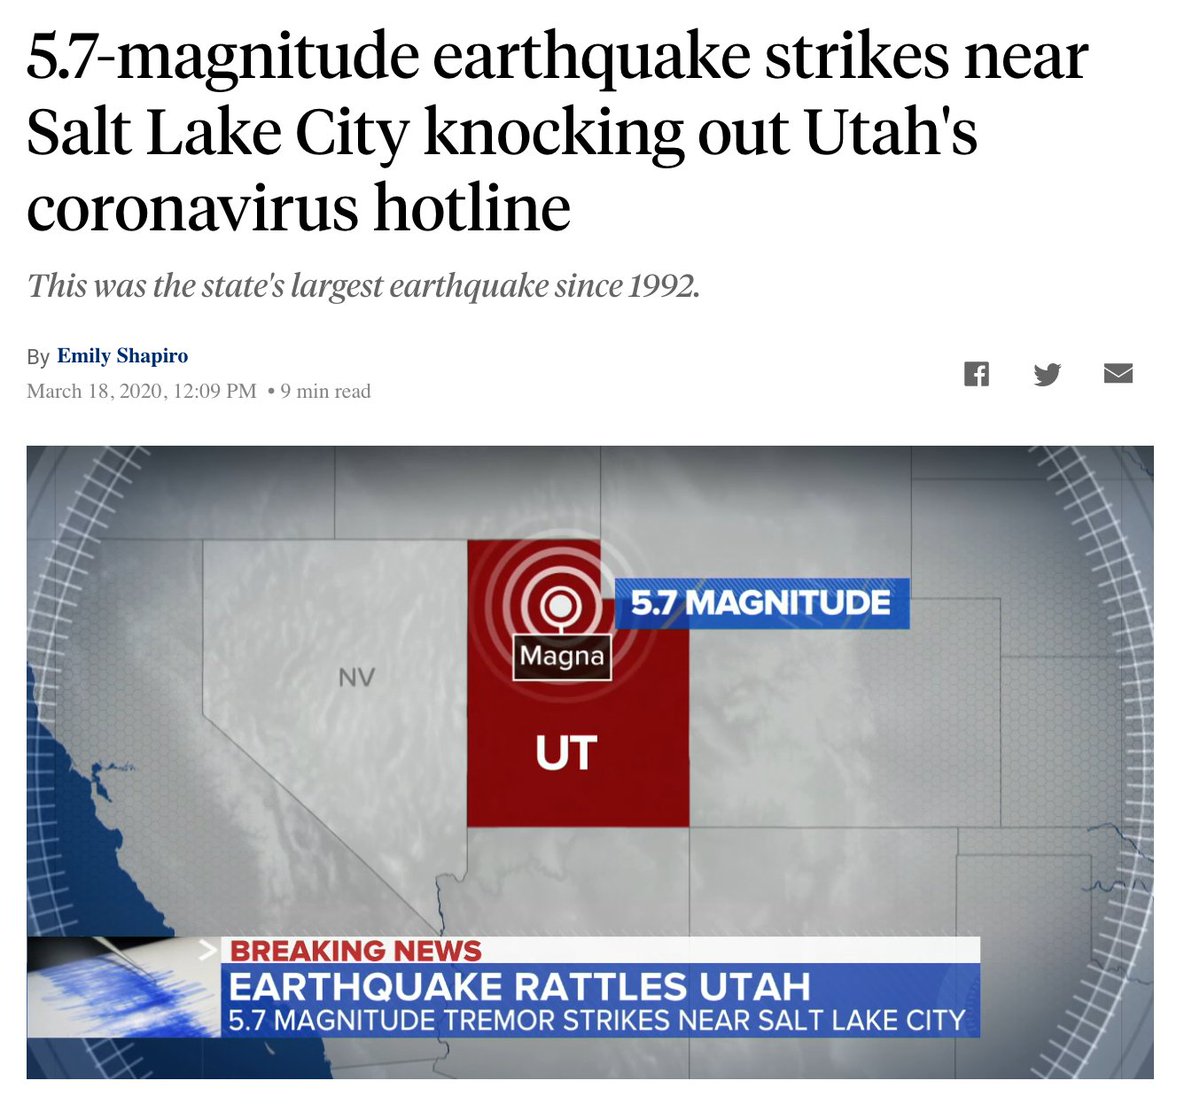 5.7-magnitude earthquake strikes near
Salt Lake City knocking out Utah's
coronavirus hotline
This was the state's largest earthquake since 1992.
By Emily Shapiro
March 18, 2020, 12:09 PM • 9 min read
5.7 MAGNITUDE
Magna
NV
UT
BREAKING NEWS
EARTHQUAKE RATTLES UTAH
5.7 MAGNITUDE TREMOR STRIKES NEAR SALT LAKE CITY